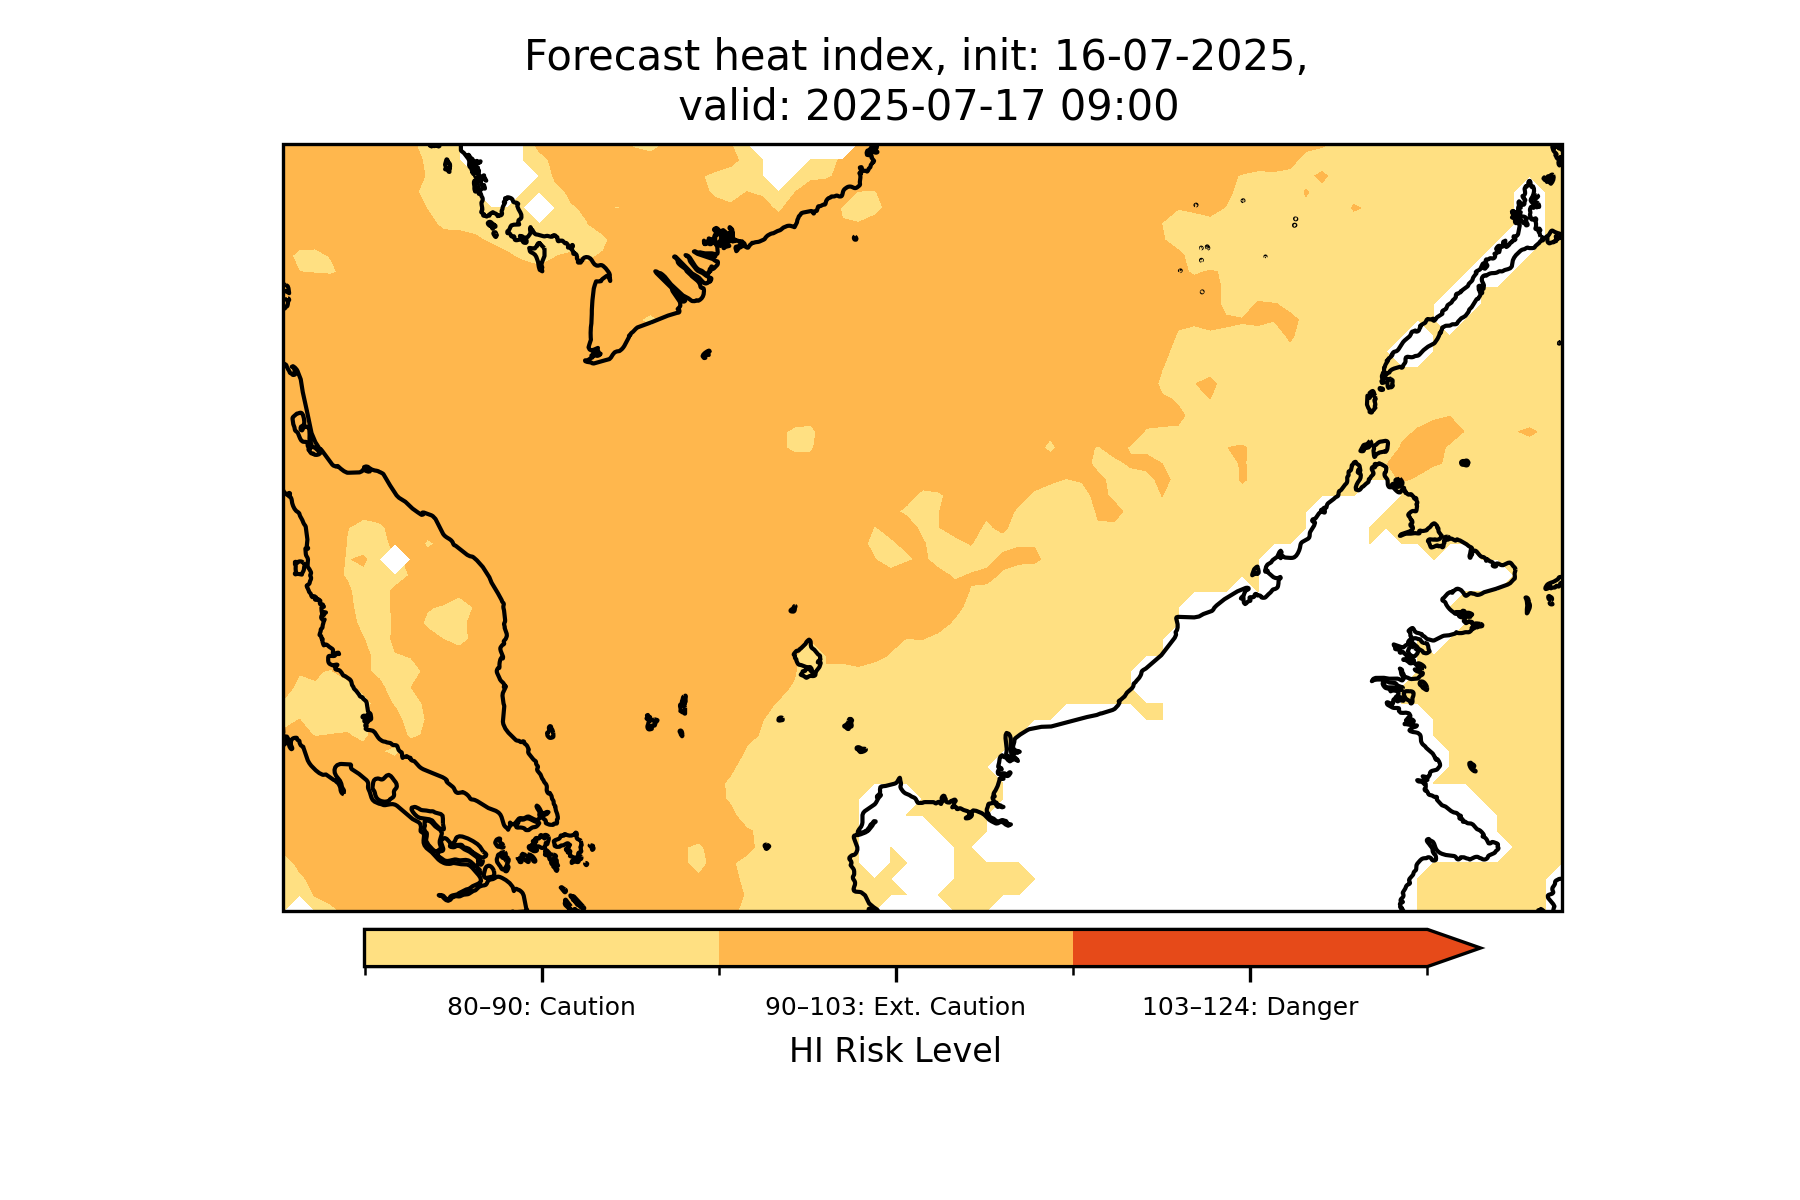 Forecast heat index, init: 16-07-2025,
valid: 2025-07-17 09:00
80–90: Caution
90–103: Ext. Caution
103–124: Danger
HI Risk Level